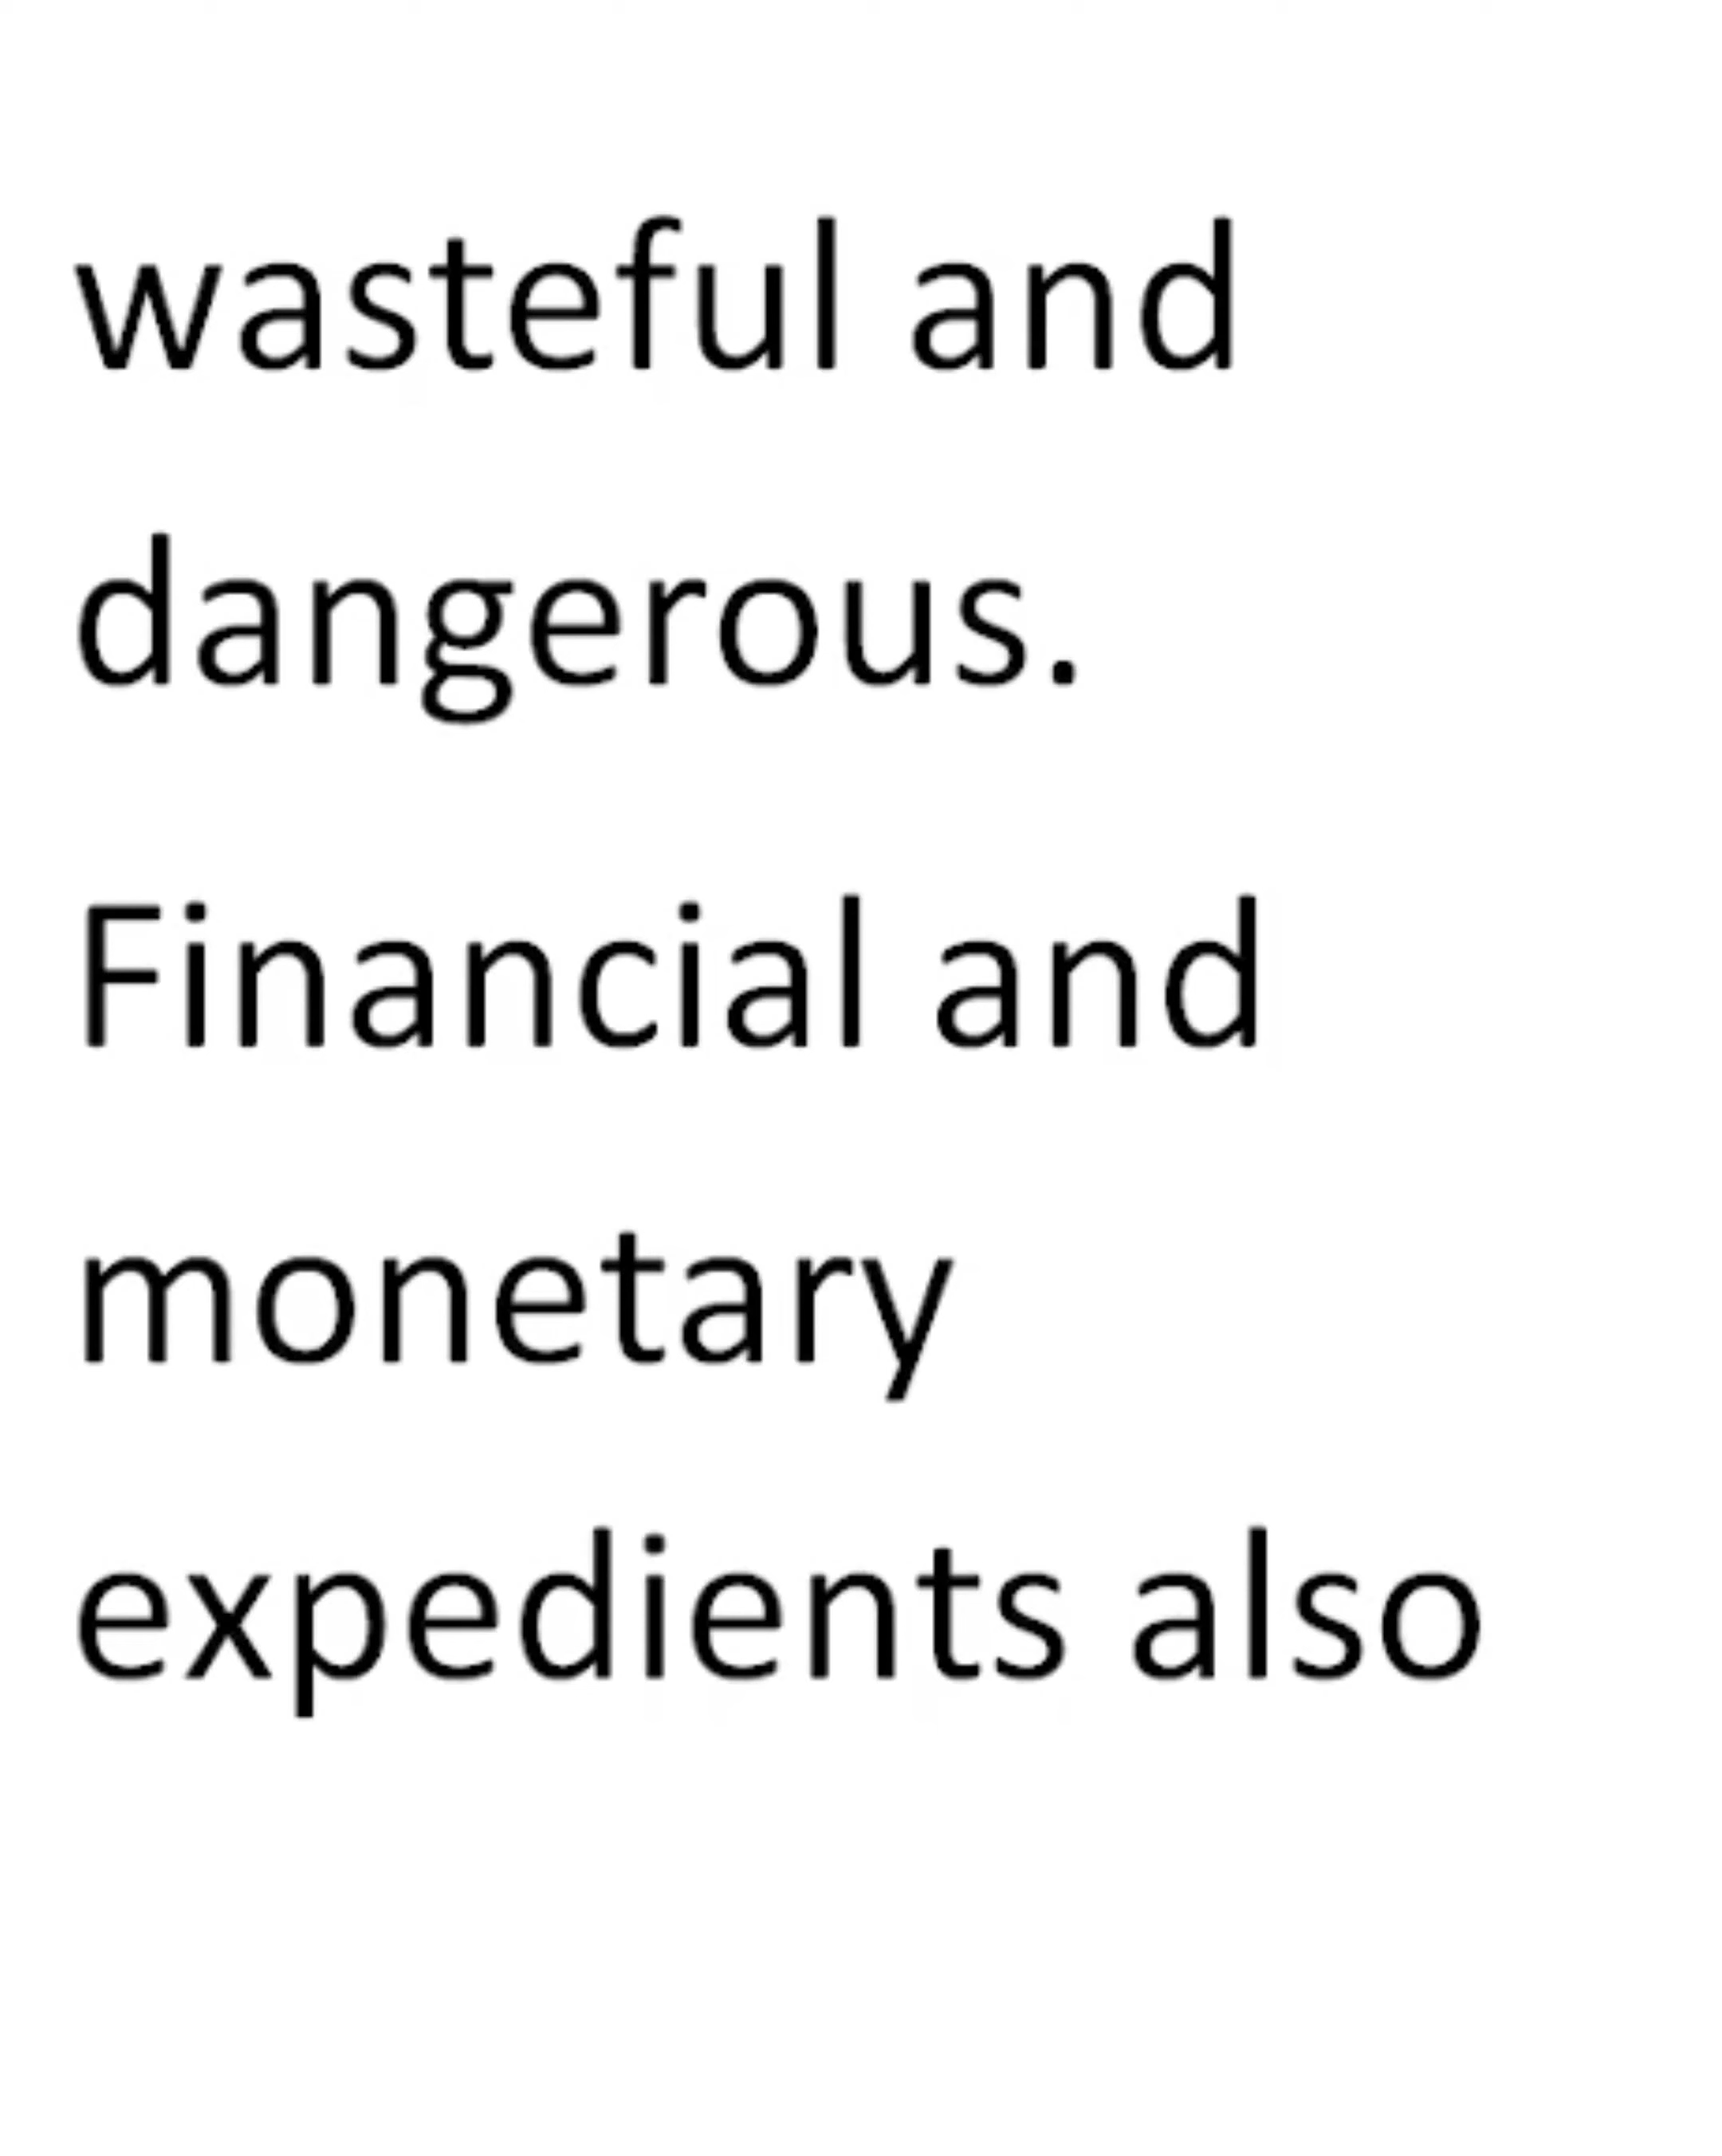 wasteful and
dangerous.
Financial and
monetary
expedients also